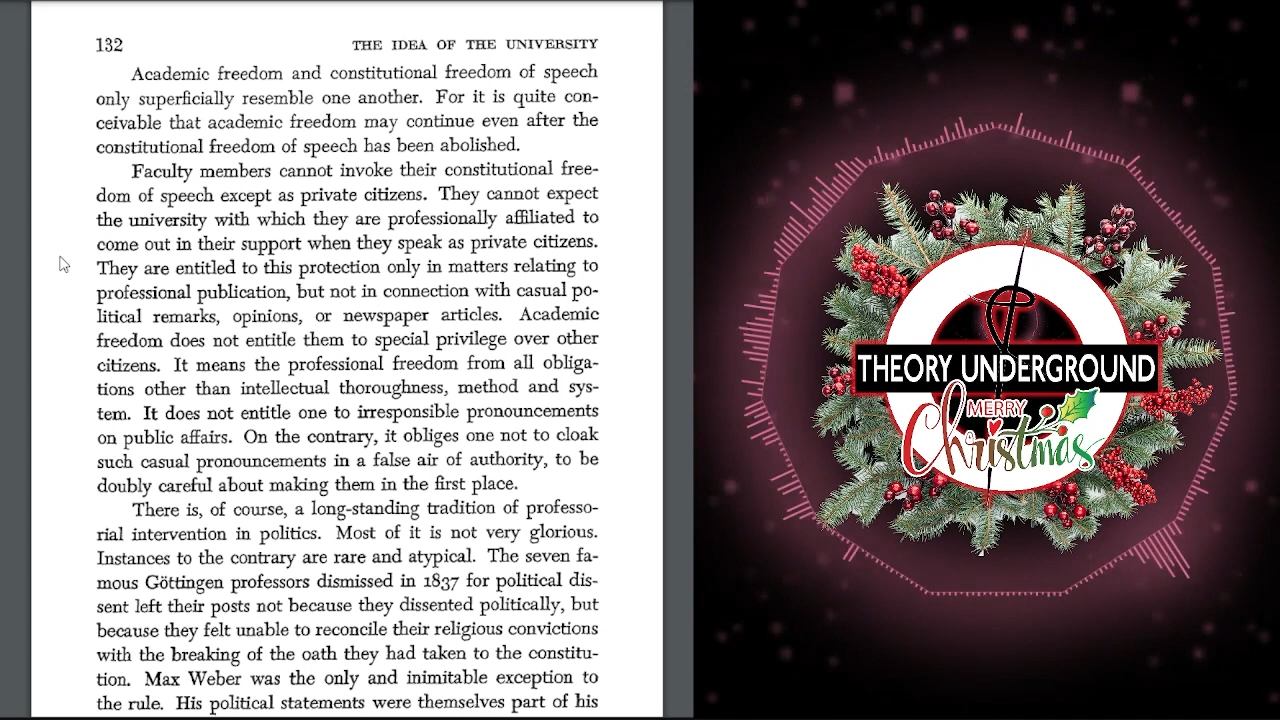 132
THE IDEA OF THE UNIVERSITY
Academic freedom and constitutional freedom of speech
only superficially resemble one another. For it is quite con-
ceivable that academic freedom may continue even after the
constitutional freedom of speech has been abolished.
Faculty members cannot invoke their constitutional free-
dom of speech except as private citizens. They cannot expect
the university with which they are professionally affiliated to
come out in their support when they speak as private citizens.
They are entitled to this protection only in matters relating to
professional publication, but not in connection with casual po-
litical remarks, opinions, or newspaper articles. Academic
freedom does not entitle them to special privilege over other
citizens. It means the professional freedom from all obliga-
tions other than intellectual thoroughness, method and sys-
tem. It does not entitle one to irresponsible pronouncements
on public affairs. On the contrary, it obliges one not to cloak
such casual pronouncements in a false air of authority, to be
doubly careful about making them in the first place.
There is, of course, a long-standing tradition of professo-
rial intervention in politics. Most of it is not very glorious.
Instances to the contrary are rare and atypical. The seven fa-
mous Göttingen professors dismissed in 1837 for political dis-
sent left their posts not because they dissented politically, but
because they felt unable to reconcile their religious convictions
with the breaking of the oath they had taken to the constitu-
tion. Max Weber was the only and inimitable exception to
the rule. His political statements were themselves part of his
THEORY UNDERGROUND
MERRY
Christmas